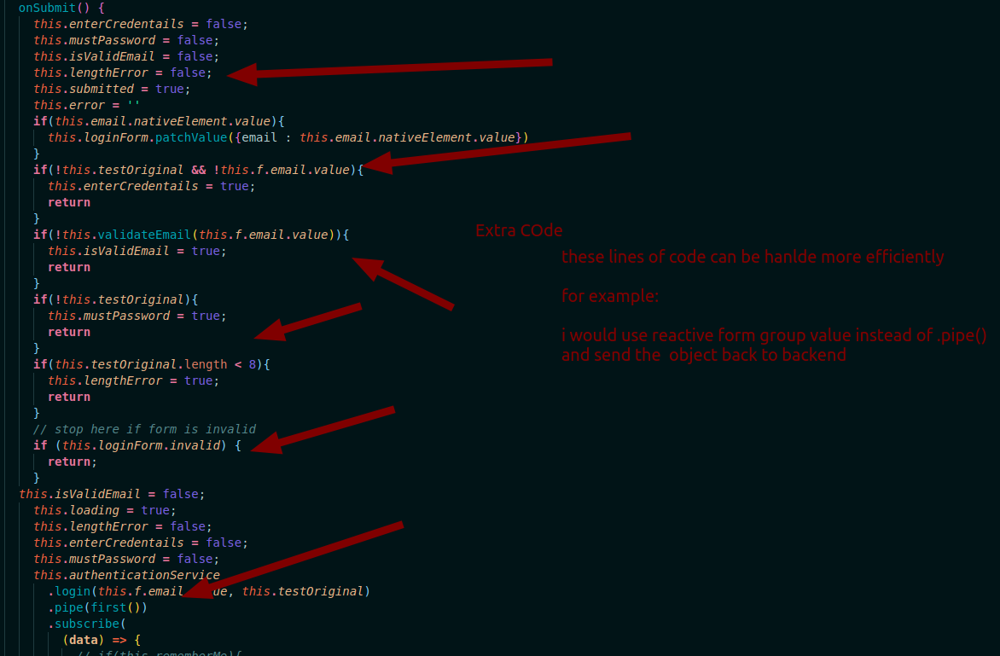 onSubmit() {
this.enterCredentails = false;
this.mustPassword = false;
this.isValidEmail = false;
this.lengthError = false;
this.submitted = true;
this.error = ''
if(this.email.nativeElement.value){
this.loginForm.patchValue({email : this.email.nativeElement.value})
}
if(!this.testOriginal && !this.f.email.value){
this.enterCredentails = true;
return
}
if(!this.validateEmail(this.f.email.value)){
this.isValidEmail = true;
return
}
if(!this.testOriginal){
this.mustPassword = true;
return
}
if(this.testOriginal.length < 8){
this.lengthError = true;
return
}
// stop here if form is invalid
if (this.loginForm.invalid) {
return;
}
this.isValidEmail = false;
this.loading = true;
this.lengthError = false;
this.enterCredentails = false;
this.mustPassword = false;
this.authenticationService
.login(this.f.email ue, this.testOriginal)
.pipe(first())
.subscribe(
(data) => {
// if(this.rememberMe){
Extra COde
these lines of code can be hanlde more efficiently
for example:
i would use reactive form group value instead of .pipe()
and send the object back to backend